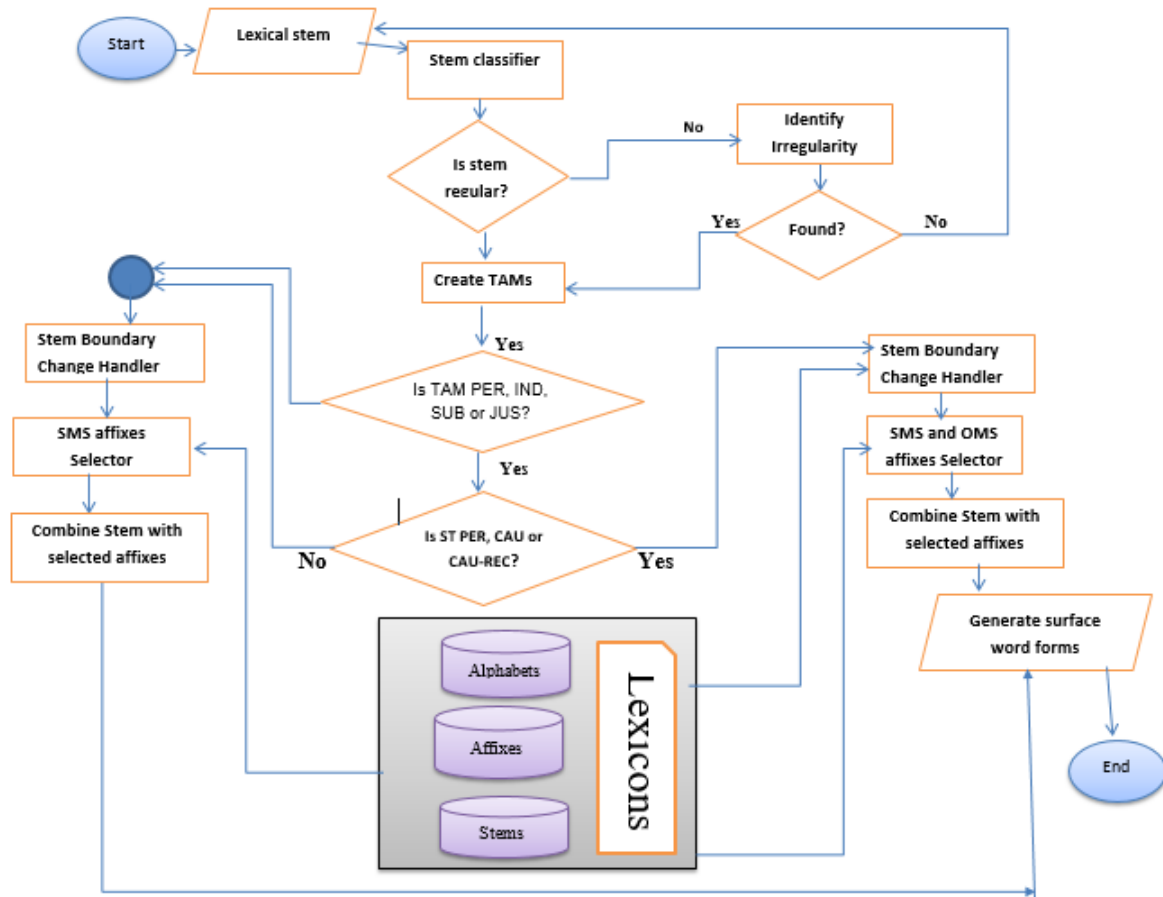 Start
Lexical stem
Stem classifier
Is stem
regular?
No
Identify
Irregularity
Found?
Yes
No
Create TAMs
Yes
Is TAM PER, IND,
SUB or JUS?
Yes
Is ST PER, CAU or
CAU-REC?
No
Yes
Stem Boundary
Change Handler
SMS affixes
Selector
Combine Stem with
selected affixes
Stem Boundary
Change Handler
SMS and OMS
affixes Selector
Combine Stem with
selected affixes
Generate surface
word forms
End
Alphabets
Affixes
Stems
Lexicons